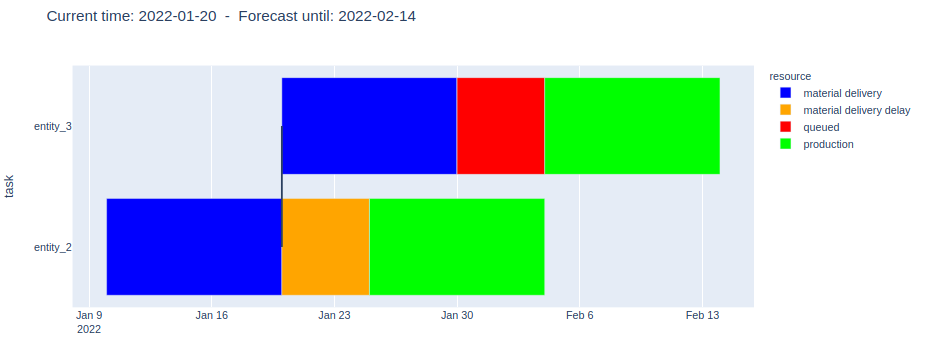 Current time: 2022-01-20 - Forecast until: 2022-02-14
resource
material delivery
material delivery delay
queued
production
task
entity_3
entity_2
Jan 9
2022
Jan 16
Jan 23
Jan 30
Feb 6
Feb 13